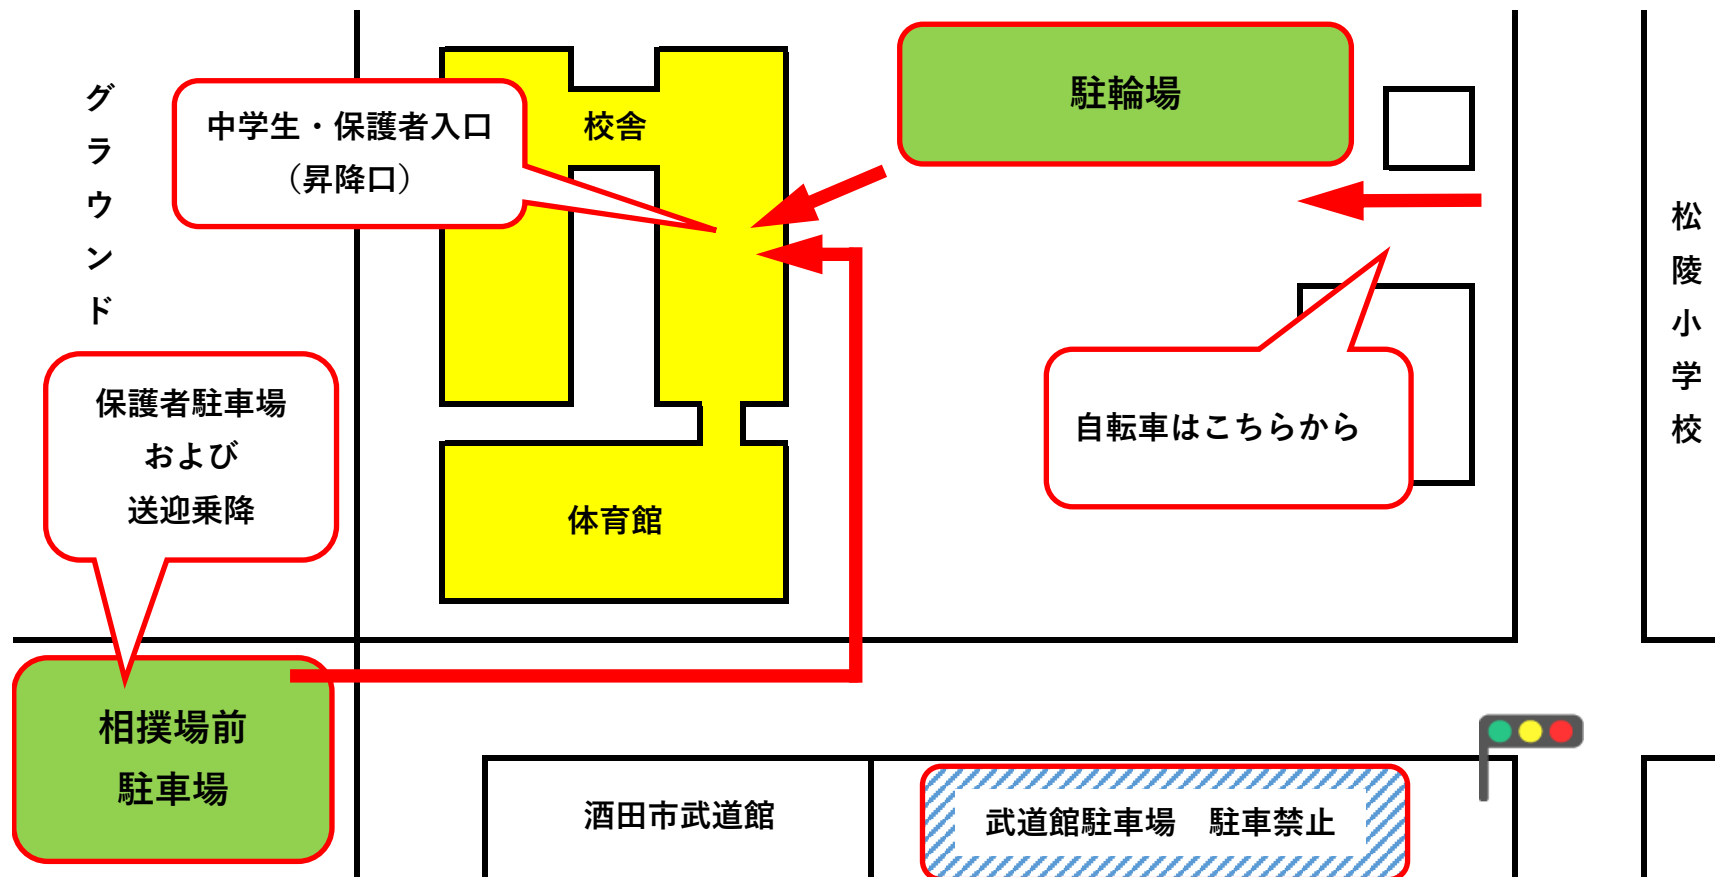 グラウンド
中学生・保護者入口
（昇降口）
校舎
駐輪場
松陵小学校
保護者駐車場
および
送迎乗降
自転車はこちらから
体育館
相撲場前
駐車場
酒田市武道館
武道館駐車場　駐車禁止